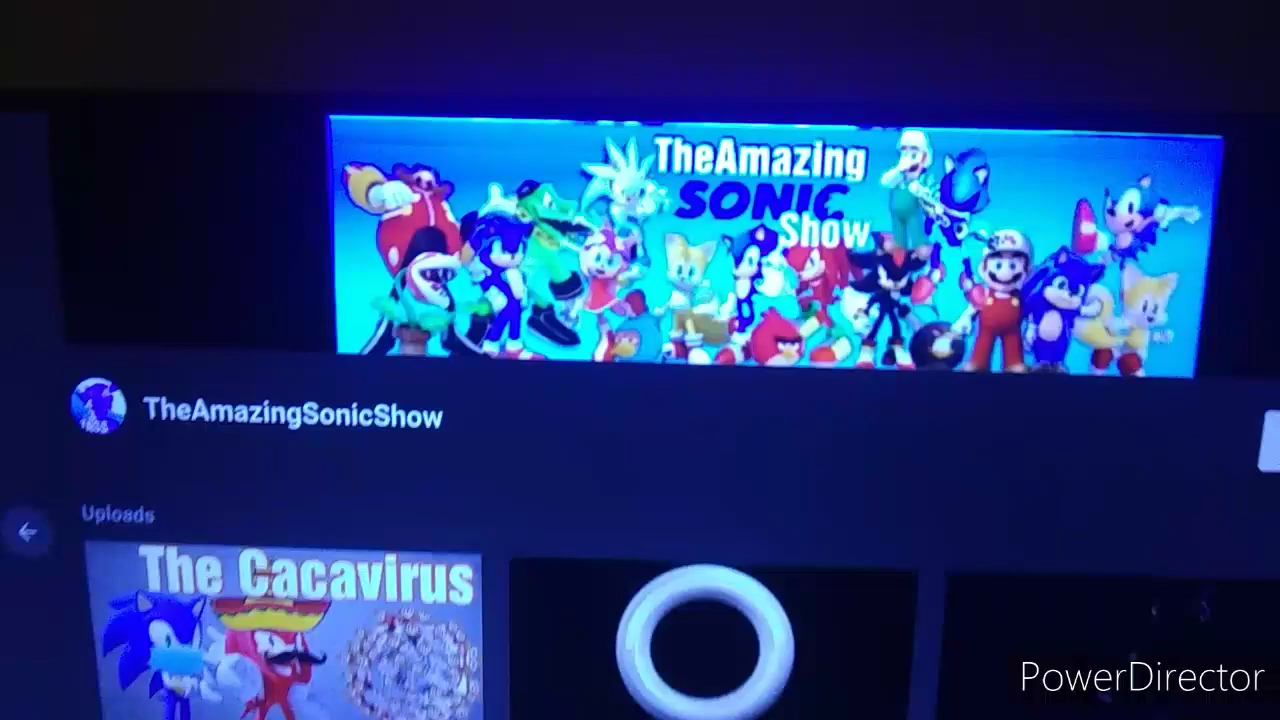 TheAmazing
SONIC
Show
TheAmazingSonicShow
Uploads
The Cacavirus
PowerDirector